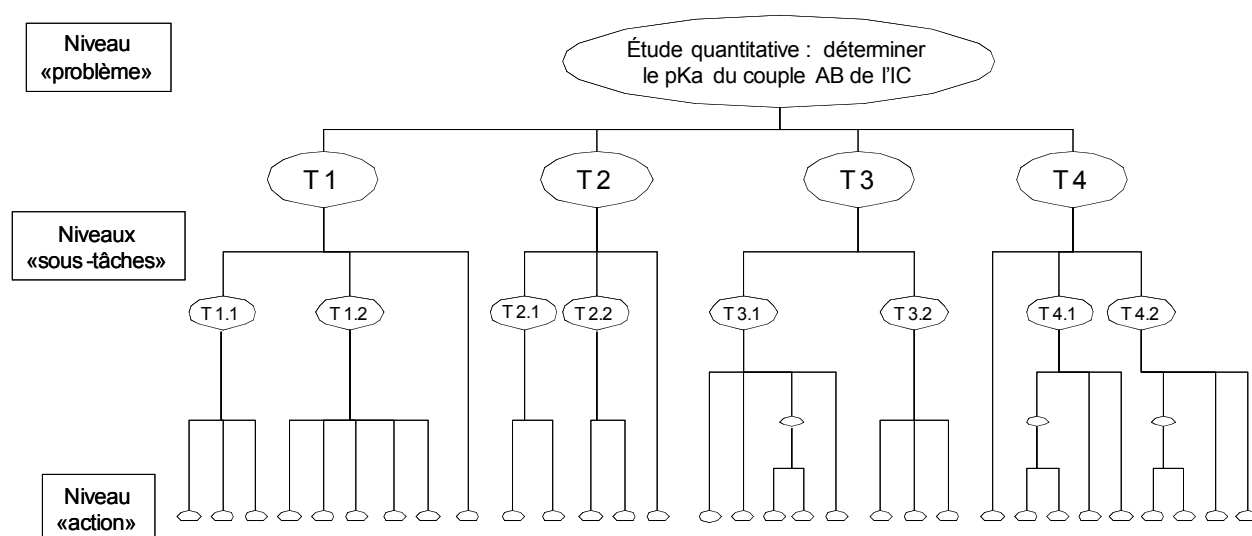 Niveau
«problème»
Étude quantitative : déterminer
le pKa du couple AB de l'IC
T 1
T 2
T 3
T 4
Niveaux
«sous -tâches»
T 1.1
T 1.2
T 2.1
T 2.2
T 3.1
T 3.2
T 4.1
T 4.2
Niveau
«action»